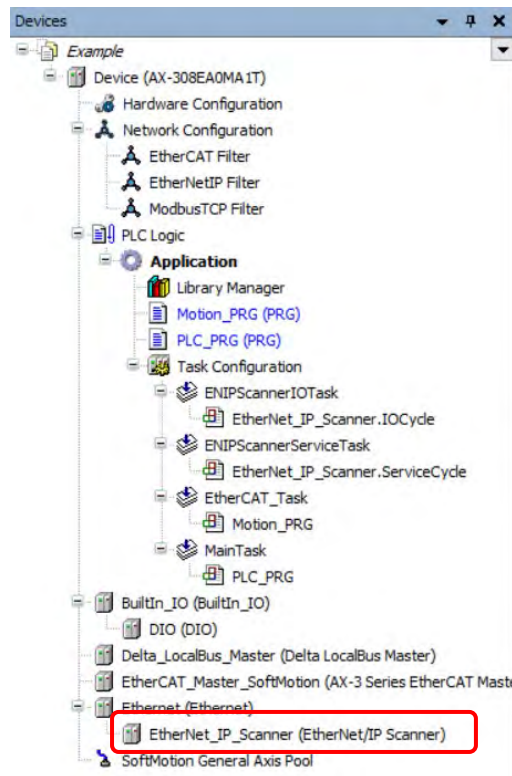 Devices
Example
Device (AX-308EA0MA1T)
Hardware Configuration
Network Configuration
EtherCAT Filter
EtherNetIP Filter
ModbusTCP Filter
PLC Logic
Application
Library Manager
Motion_PRG (PRG)
PLC_PRG (PRG)
Task Configuration
ENIPScannerIOTask
EtherNet_IP_Scanner.IOCycle
ENIPScannerServiceTask
EtherNet_IP_Scanner.ServiceCycle
EtherCAT_Task
Motion_PRG
MainTask
PLC_PRG
BuiltIn_IO (BuiltIn_IO)
DIO (DIO)
Delta_LocalBus_Master (Delta LocalBus Master)
EtherCAT_Master_SoftMotion (AX-3 Series EtherCAT Maste
Ethernet (Ethernet)
EtherNet_IP_Scanner (EtherNet/IP Scanner)
SoftMotion General Axis Pool